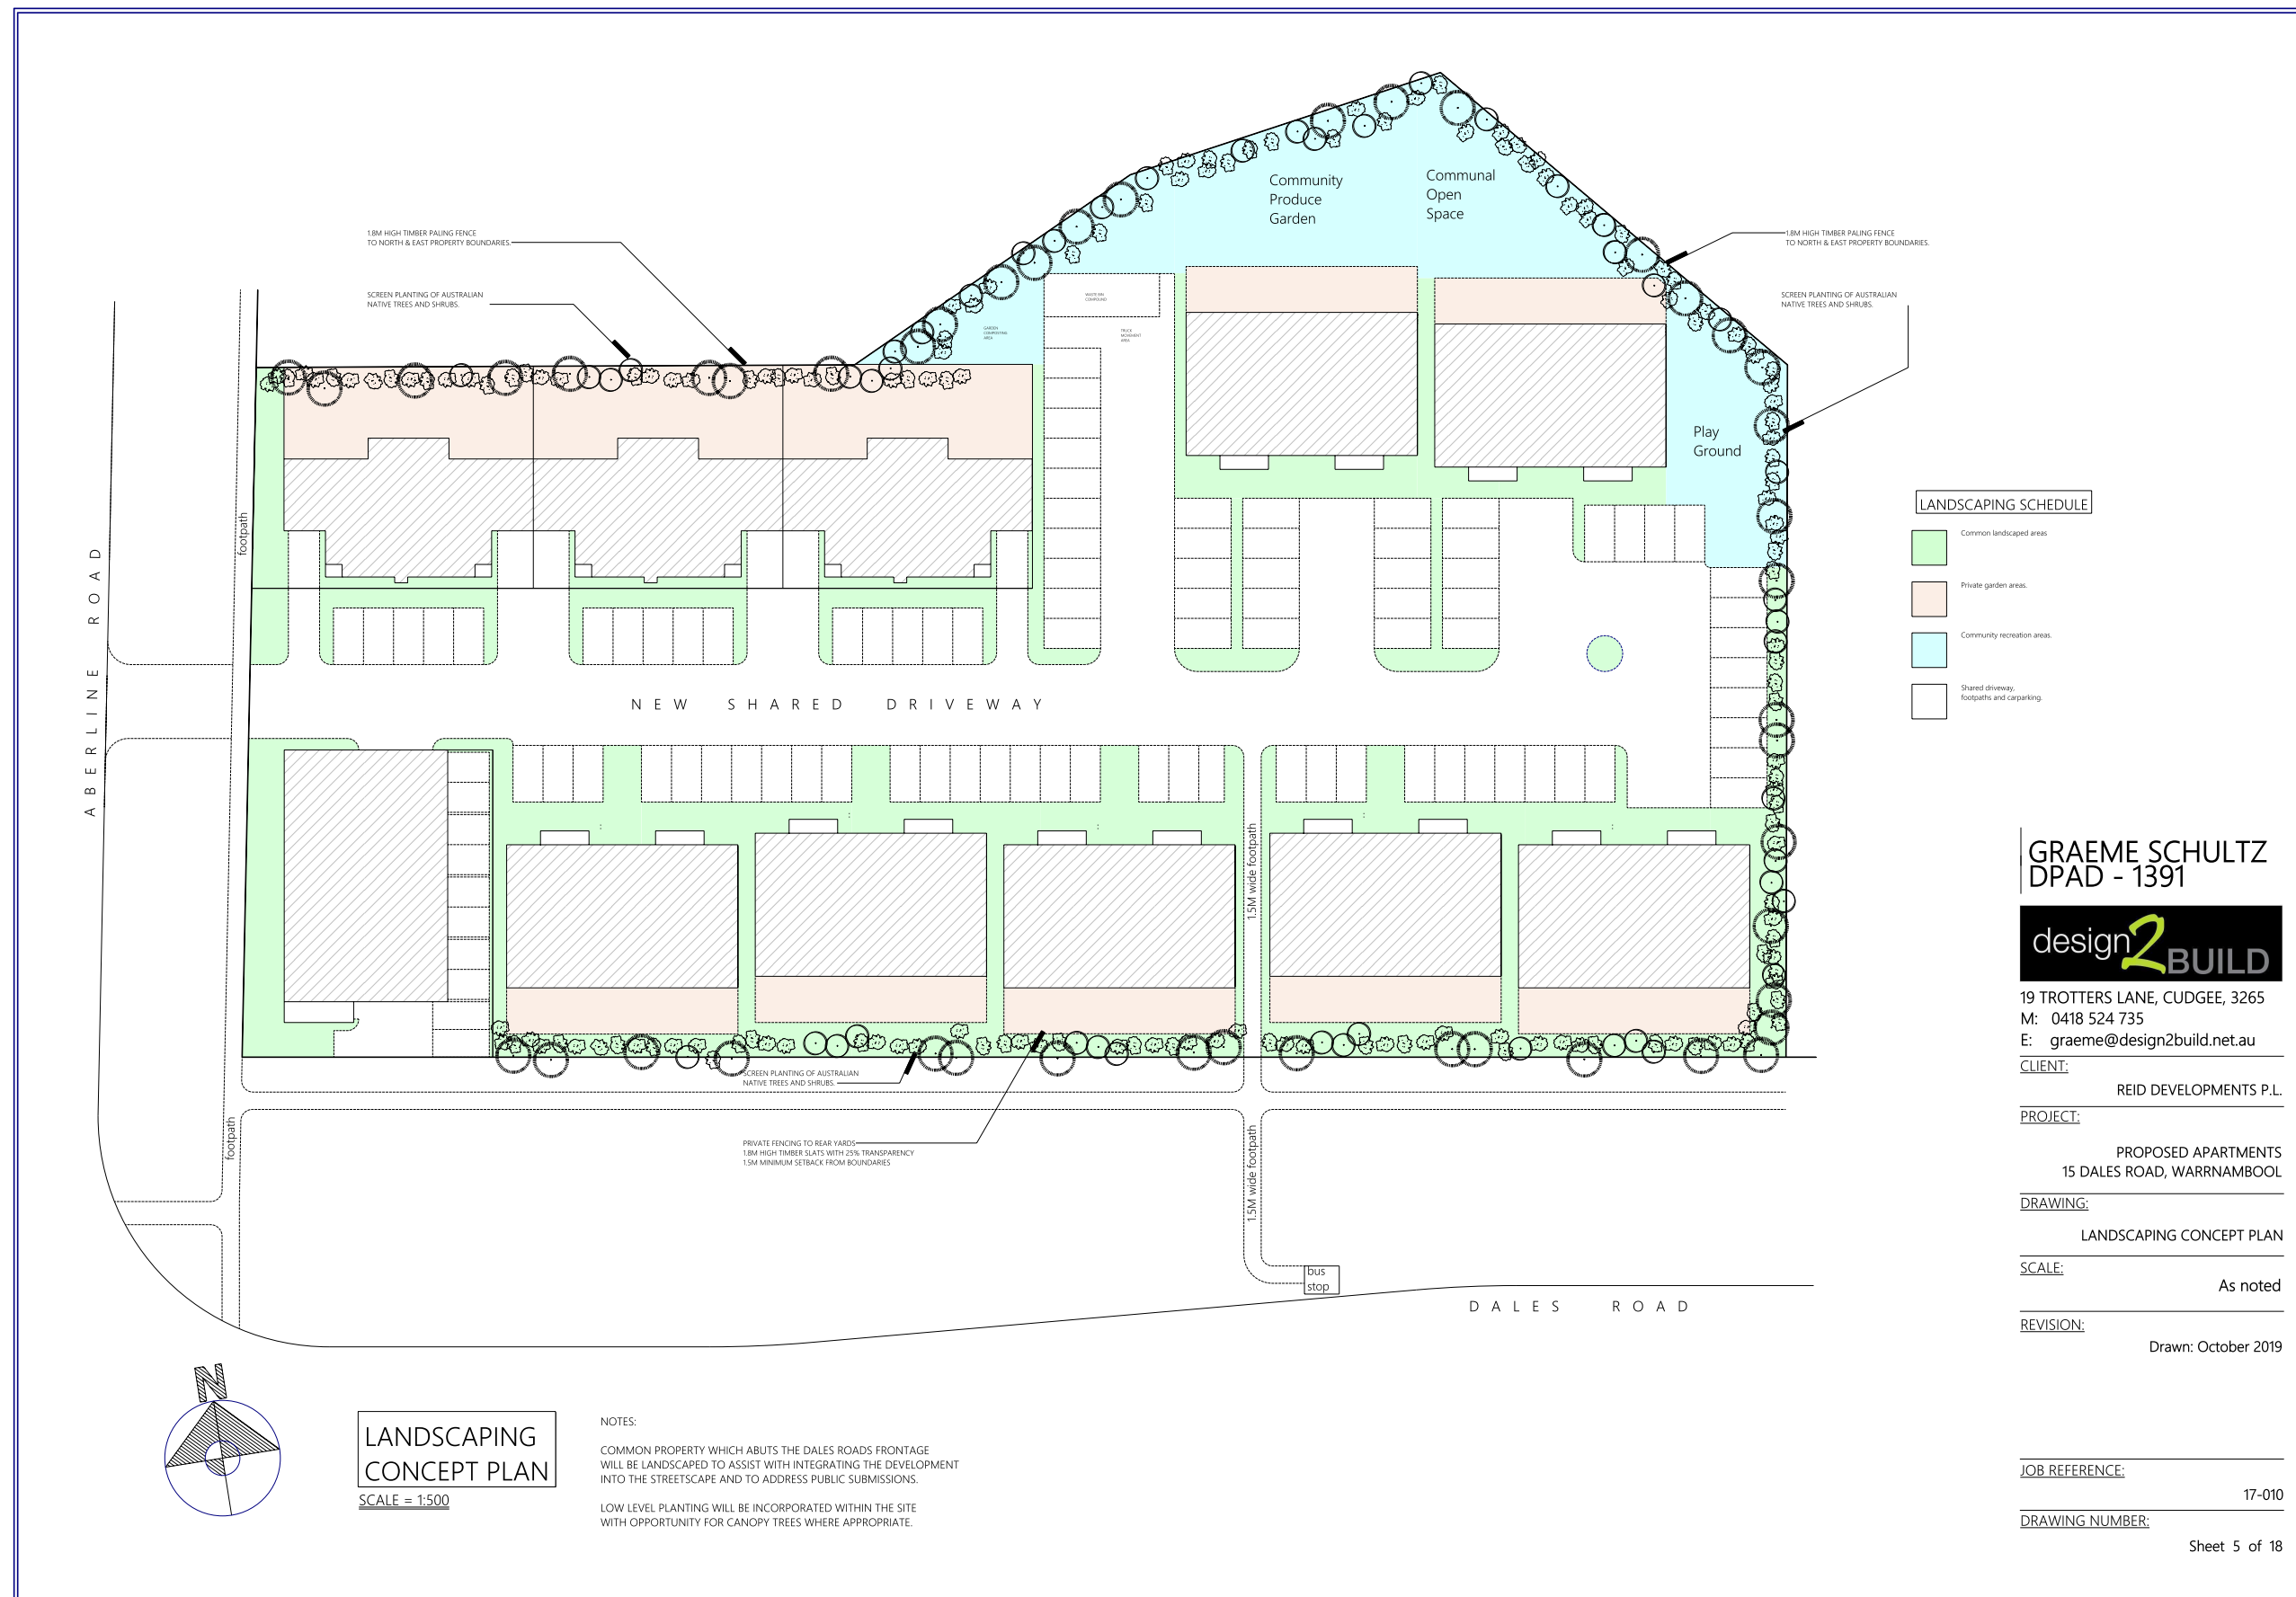 Community
Produce
Garden
Communal
Open
Space
1.8M HIGH TIMBER PALING FENCE
TO NORTH & EAST PROPERTY BOUNDARIES.
1.8M HIGH TIMBER PALING FENCE
TO NORTH & EAST PROPERTY BOUNDARIES.
SCREEN PLANTING OF AUSTRALIAN
NATIVE TREES AND SHRUBS.
SCREEN PLANTING OF AUSTRALIAN
NATIVE TREES AND SHRUBS.
WASTE BIN
COMPOUND
GARDEN
COMPOSTING
AREA
TRUCK
MOVEMENT
AREA
Play
Ground
footpath
ABERLINE ROAD
NEW SHARED DRIVEWAY
LANDSCAPING SCHEDULE
Common landscaped areas
Private garden areas.
Community recreation areas.
Shared driveway,
footpaths and carparking.
1.5M wide footpath
SCREEN PLANTING OF AUSTRALIAN
NATIVE TREES AND SHRUBS.
footpath
PRIVATE FENCING TO REAR YARDS
1.8M HIGH TIMBER SLATS WITH 25% TRANSPARENCY
1.5M MINIMUM SETBACK FROM BOUNDARIES
1.5M wide footpath
bus
stop
DALES ROAD
N
LANDSCAPING
CONCEPT PLAN
SCALE = 1:500
NOTES:
COMMON PROPERTY WHICH ABUTS THE DALES ROADS FRONTAGE
WILL BE LANDSCAPED TO ASSIST WITH INTEGRATING THE DEVELOPMENT
INTO THE STREETSCAPE AND TO ADDRESS PUBLIC SUBMISSIONS.
LOW LEVEL PLANTING WILL BE INCORPORATED WITHIN THE SITE
WITH OPPORTUNITY FOR CANOPY TREES WHERE APPROPRIATE.
GRAEME SCHULTZ
DPAD - 1391
design2BUILD
19 TROTTERS LANE, CUDGEE, 3265
M: 0418 524 735
E: graeme@design2build.net.au
CLIENT:
REID DEVELOPMENTS P.L.
PROJECT:
PROPOSED APARTMENTS
15 DALES ROAD, WARRNAMBOOL
DRAWING:
LANDSCAPING CONCEPT PLAN
SCALE:
As noted
REVISION:
Drawn: October 2019
JOB REFERENCE:
17-010
DRAWING NUMBER:
Sheet 5 of 18